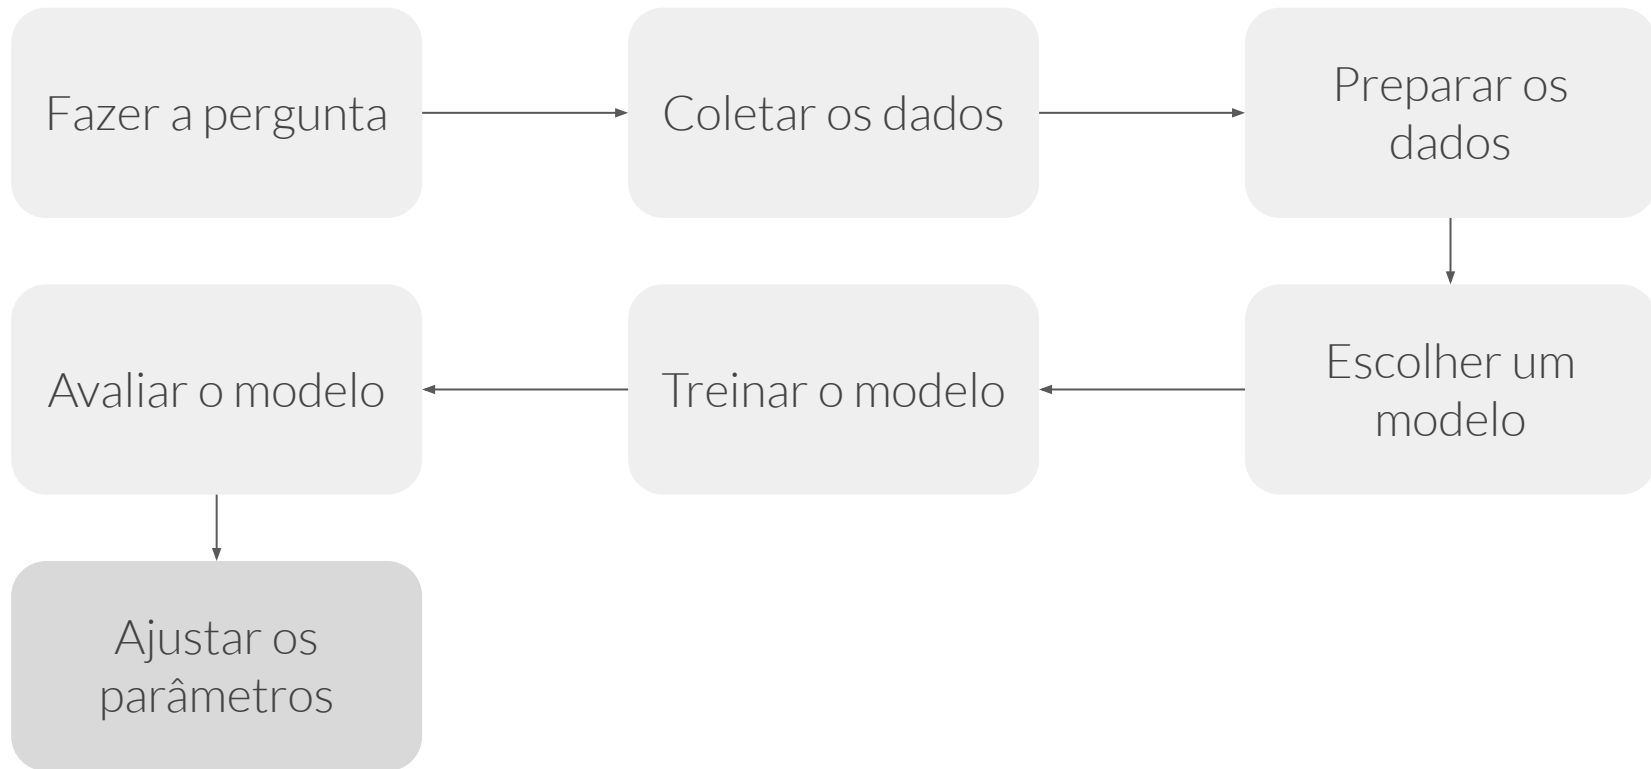 Fazer a pergunta
Coletar os dados
Preparar os
dados
Escolher um
modelo
Treinar o modelo
Avaliar o modelo
Ajustar os
parâmetros